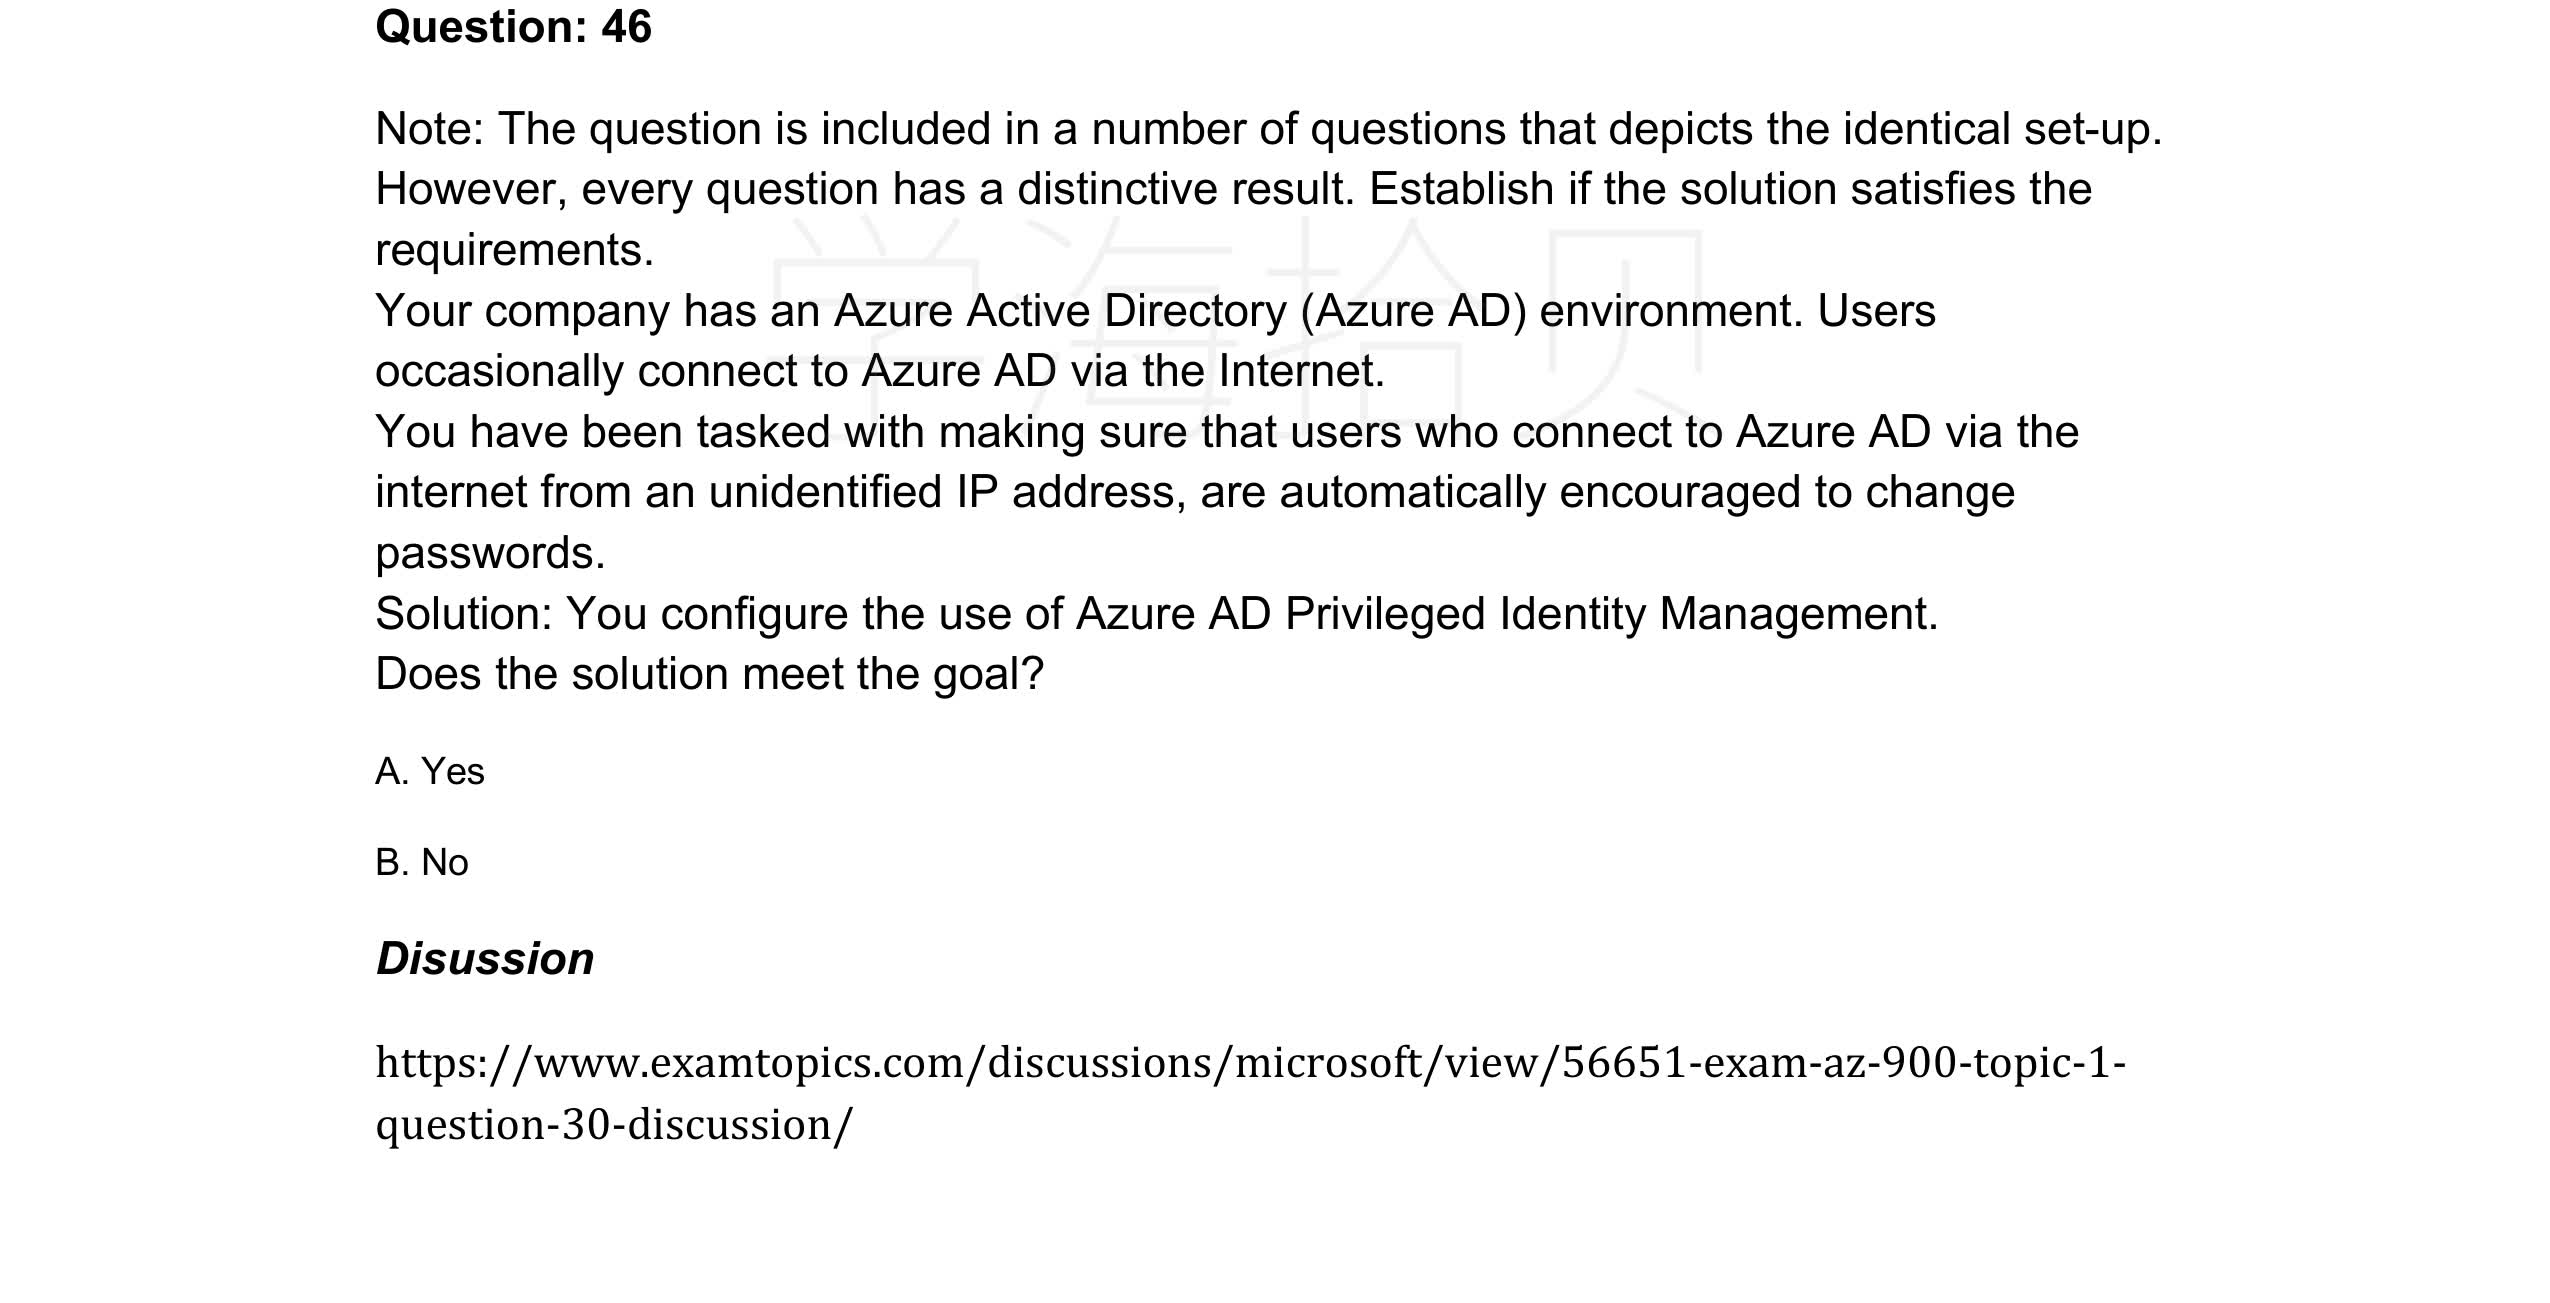 Question: 46
Note: The question is included in a number of questions that depicts the identical set-up.
However, every question has a distinctive result. Establish if the solution satisfies the
requirements.
Your company has an Azure Active Directory (Azure AD) environment. Users
occasionally connect to Azure AD via the Internet.
You have been tasked with making sure that users who connect to Azure AD via the
internet from an unidentified IP address, are automatically encouraged to change
passwords.
Solution: You configure the use of Azure AD Privileged Identity Management.
Does the solution meet the goal?
A. Yes
B. No
Disussion
https://www.examtopics.com/discussions/microsoft/view/56651-exam-az-900-topic-1-
question-30-discussion/
学海拾贝